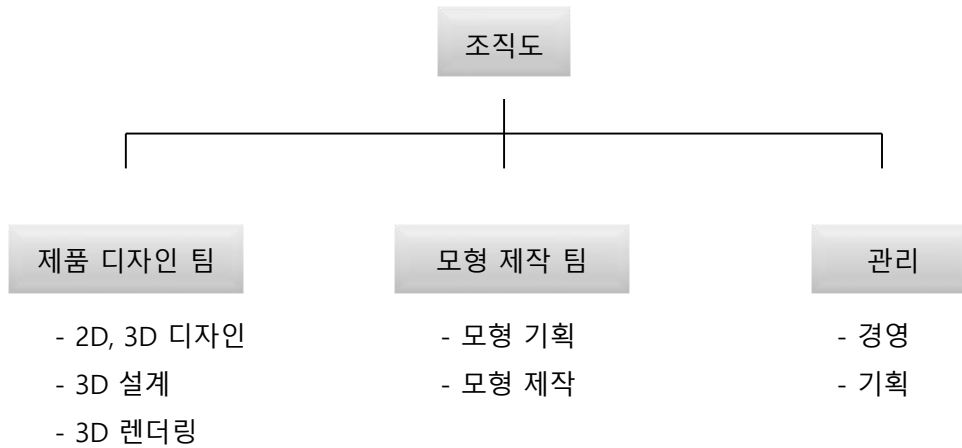 조직도
제품 디자인 팀
- 2D, 3D 디자인
- 3D 설계
- 3D 렌더링
모형 제작 팀
- 모형 기획
- 모형 제작
관리
- 경영
- 기획